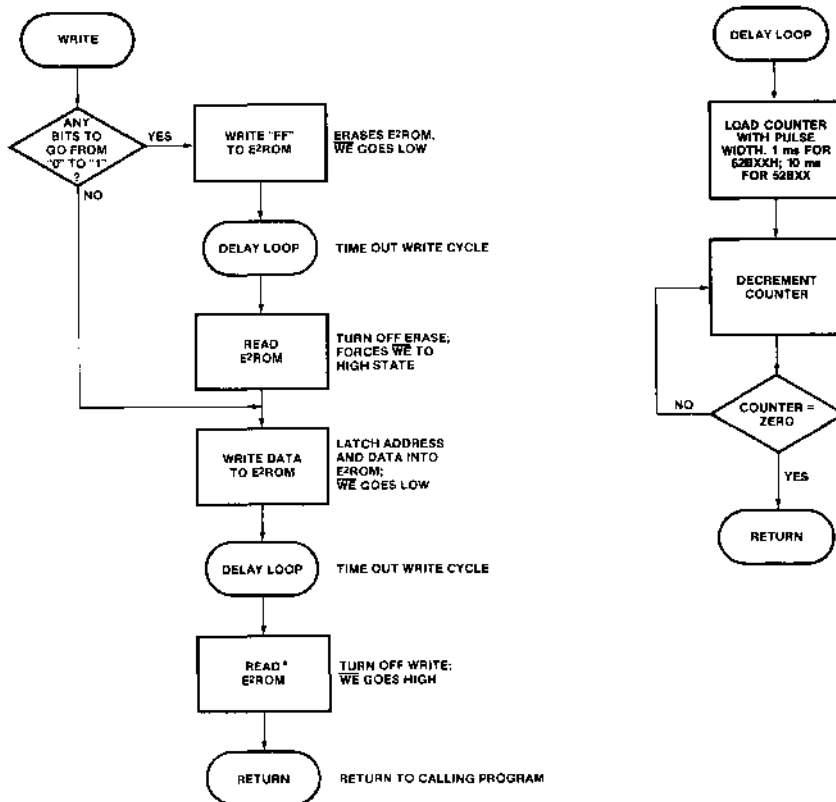 WRITE
ANY
BITS TO
GO FROM
"0" TO "1"
?
YES
NO
WRITE "FF"
TO E²ROM
ERASES E²ROM,
WE GOES LOW
DELAY LOOP
TIME OUT WRITE CYCLE
READ
E²ROM
TURN OFF ERASE;
FORCES WE TO
HIGH STATE
WRITE DATA
TO E²ROM
LATCH ADDRESS
AND DATA INTO
E²ROM;
WE GOES LOW
DELAY LOOP
TIME OUT WRITE CYCLE
READ*
E²ROM
TURN OFF WRITE;
WE GOES HIGH
RETURN
RETURN TO CALLING PROGRAM
DELAY LOOP
LOAD COUNTER
WITH PULSE
WIDTH. 1 ms FOR
52BXXH; 10 ms
FOR 52BXX
DECREMENT
COUNTER
COUNTER =
ZERO
NO
YES
RETURN